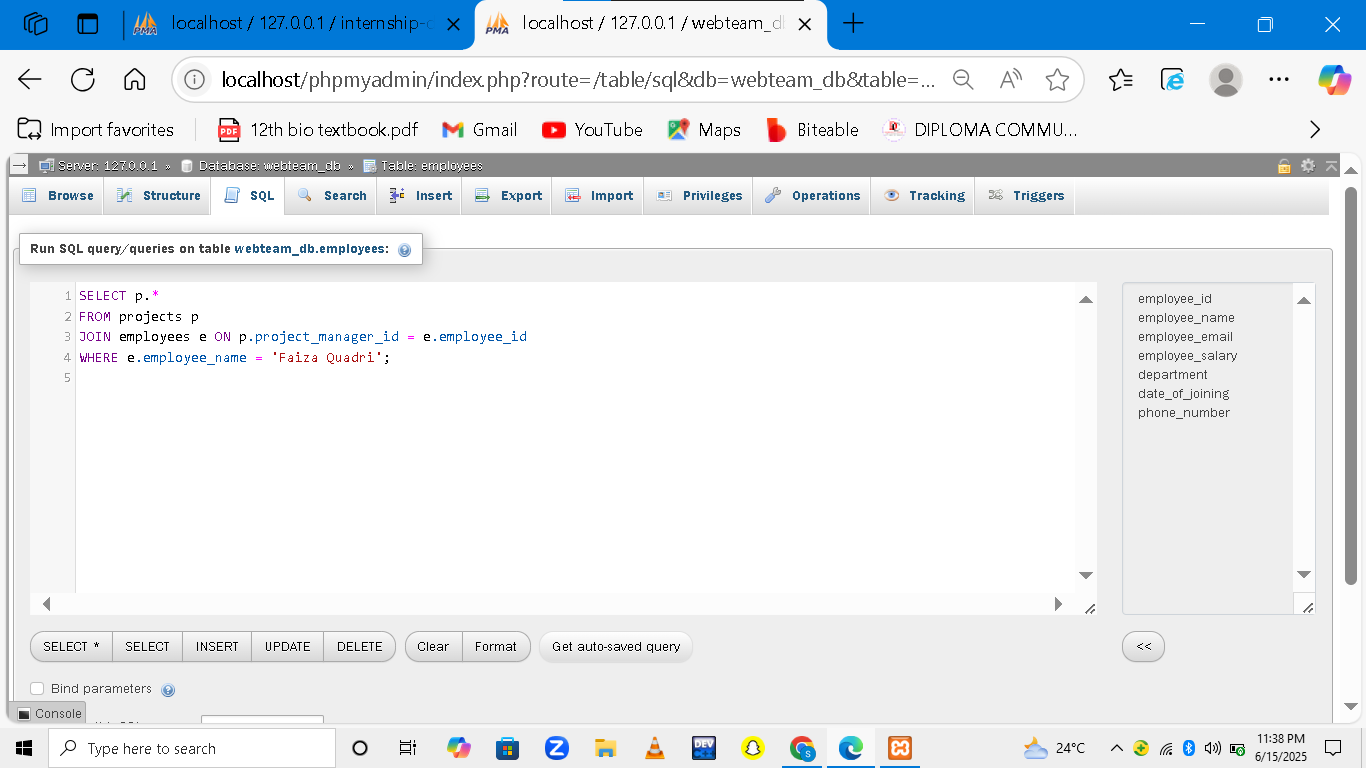 localhost / 127.0.0.1 / internship-
localhost / 127.0.0.1 / webteam_d
localhost/phpmyadmin/index.php?route=/table/sql&db=webteam_db&table=...
Import favorites
PDF
12th bio textbook.pdf
Gmail
YouTube
Maps
Biteable
DIPLOMA COMMU...
Server: 127.0.0.1 » Database: webteam_db » Table: employees
Browse
Structure
SQL
Search
Insert
Export
Import
Privileges
Operations
Tracking
Triggers
Run SQL query/queries on table webteam_db.employees:
1 SELECT p.*
2 FROM projects p
3 JOIN employees e ON p.project_manager_id = e.employee_id
4 WHERE e.employee_name = 'Faiza Quadri';
5
employee_id
employee_name
employee_email
employee_salary
department
date_of_joining
phone_number
SELECT *
SELECT
INSERT
UPDATE
DELETE
Clear
Format
Get auto-saved query
<<
Bind parameters
Console
Type here to search
24°C
11:38 PM
6/15/2025